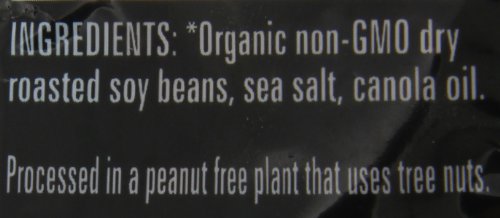 INGREDIENTS: *Organic non-GMO dry
roasted soy beans, sea salt, canola oil.
Processed in a peanut free plant that uses tree nuts.